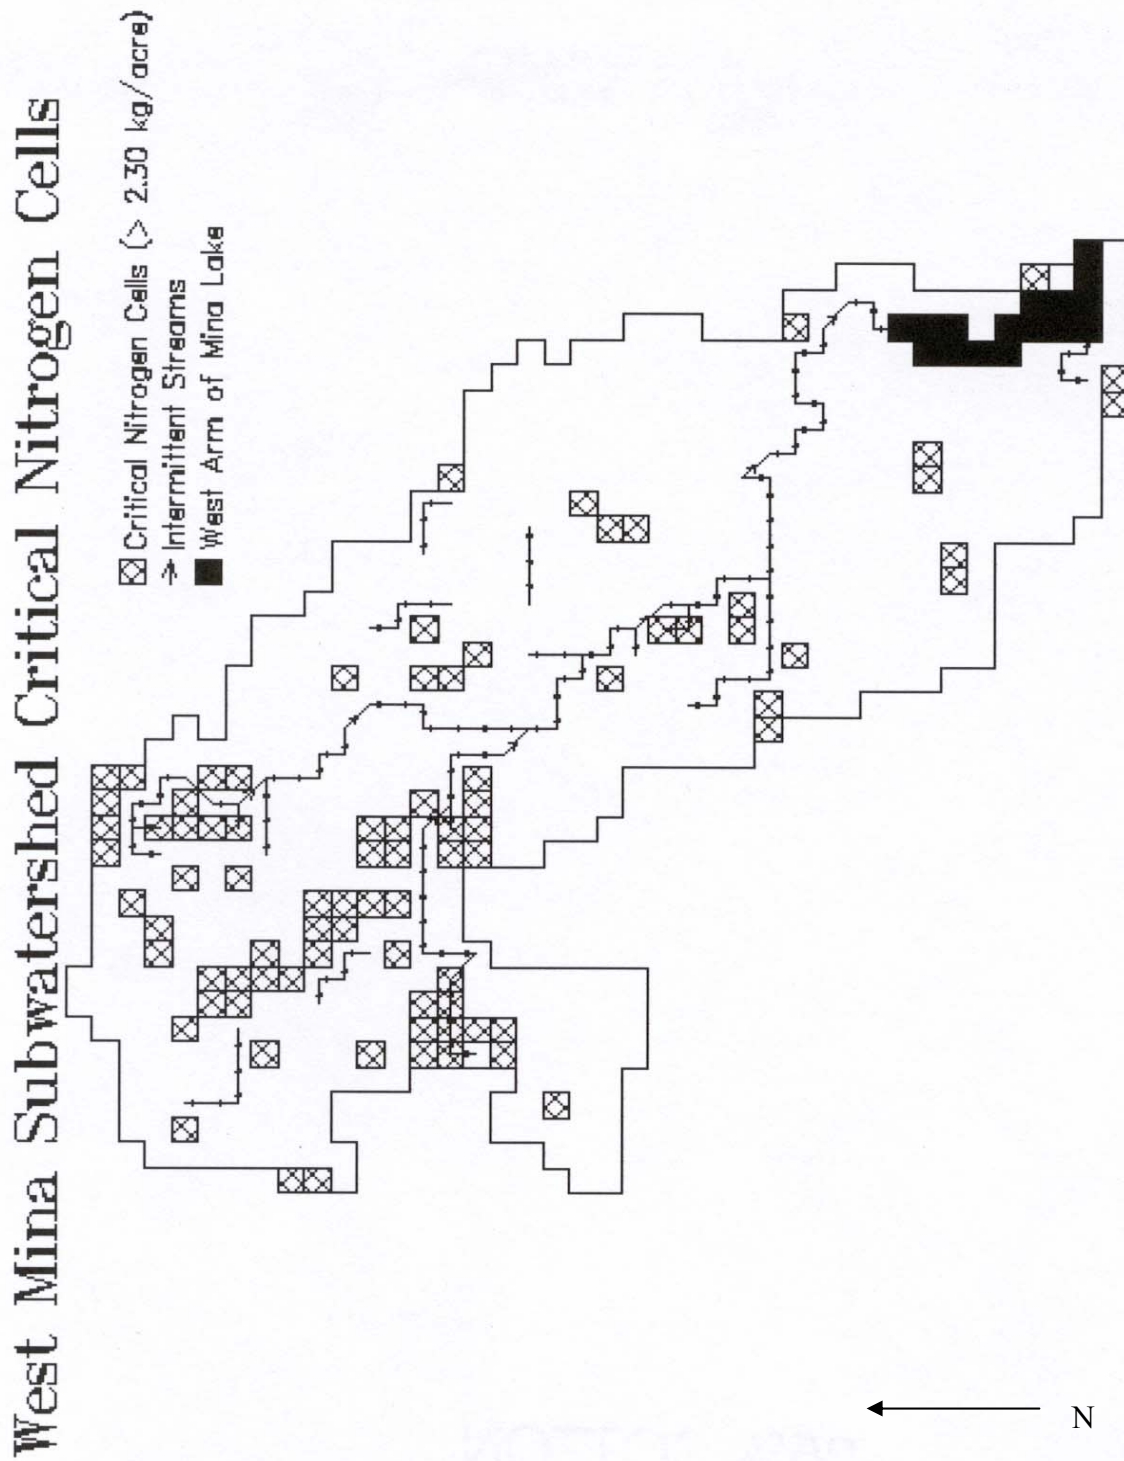 West Mina Subwatershed Critical Nitrogen Cells
Critical Nitrogen Cells (> 2.30 kg/acre)
Intermittent Streams
West Arm of Mina Lake
N